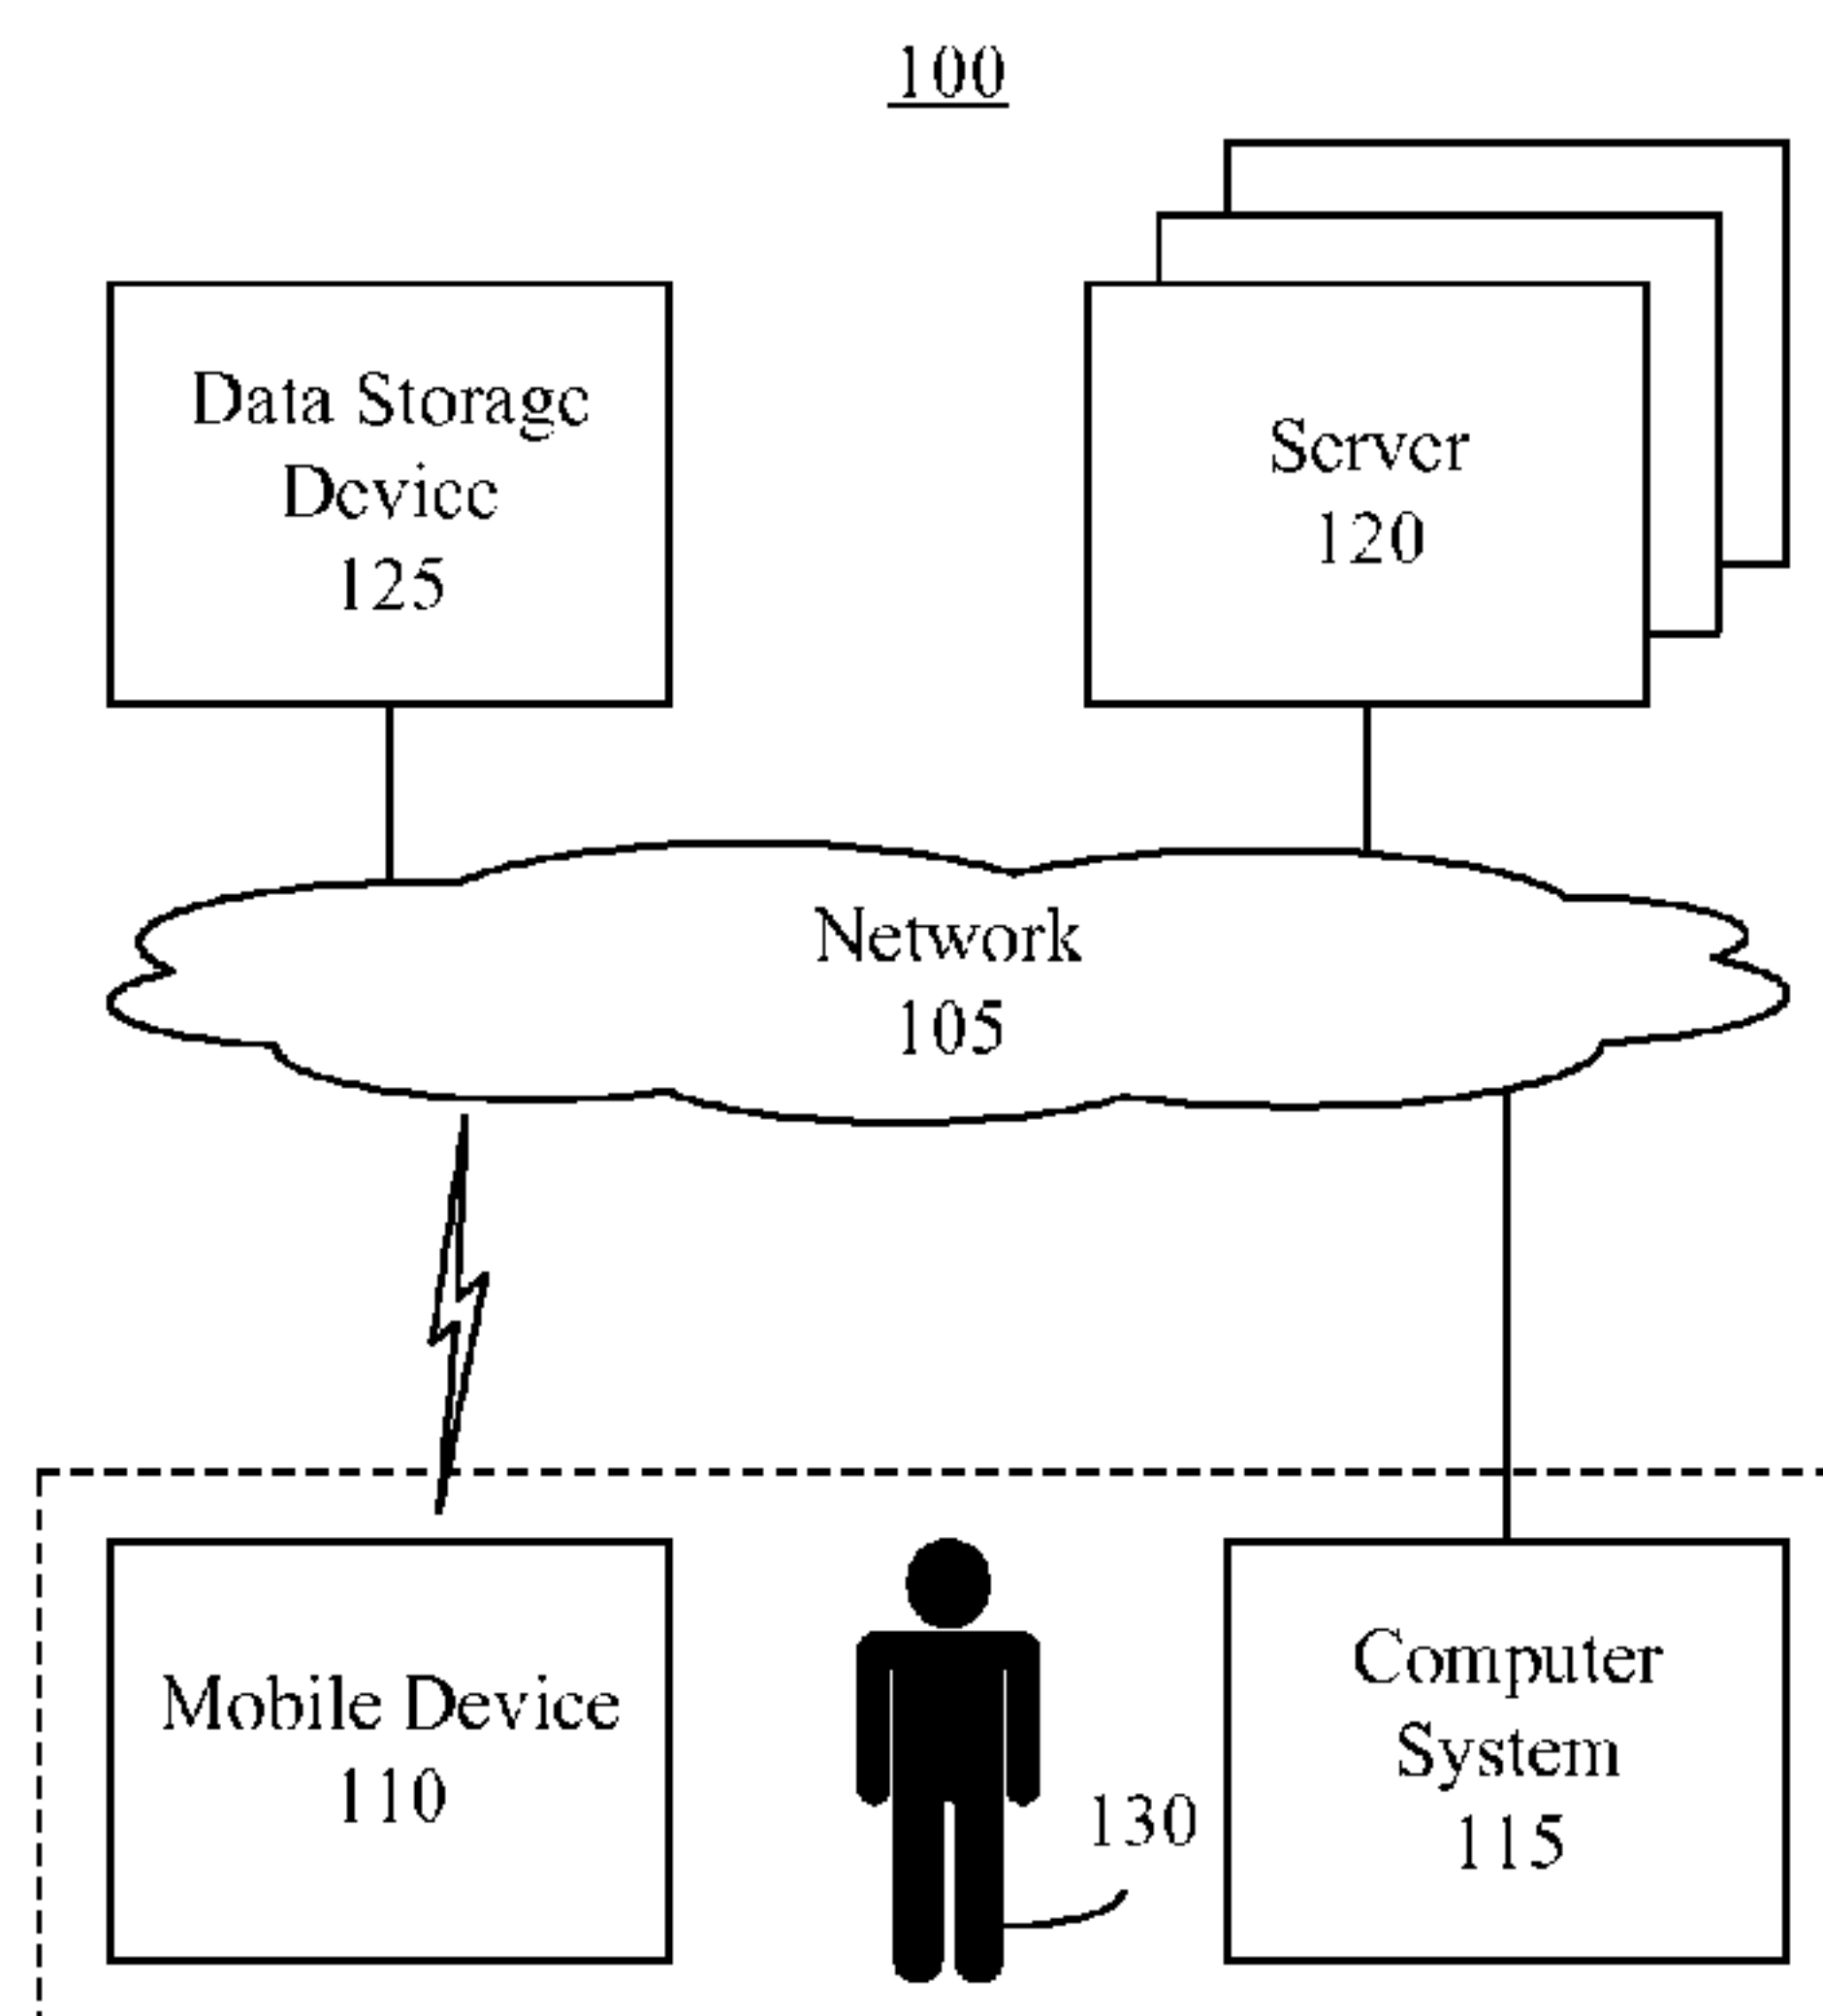 100
Data Storage
Device
125
Server
120
Network
105
Mobile Device
110
130
Computer
System
115